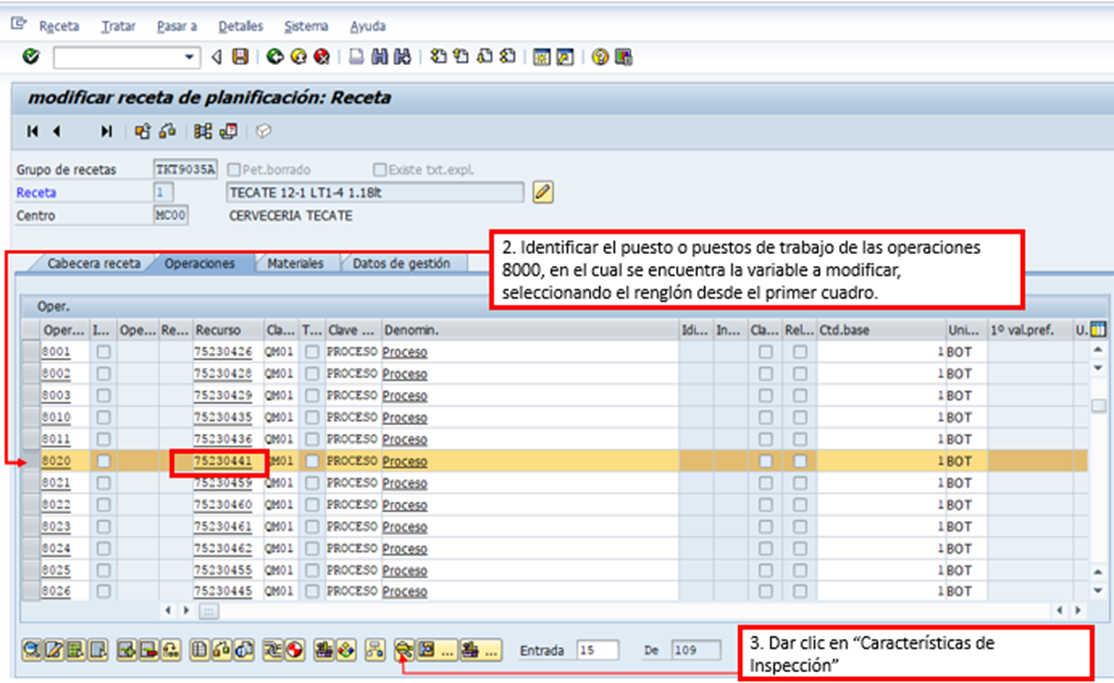 Receta Tratar Pasar a Detalles Sistema Ayuda
modificar receta de planificación: Receta
Grupo de recetas TKT9035A Pet.borrado Existe txt.expl.
Receta 1 TECATE 12-1 LT1-4 1.18lt
Centro MC00 CERVECERIA TECATE
2. Identificar el puesto o puestos de trabajo de las operaciones
8000, en el cual se encuentra la variable a modificar,
seleccionando el renglón desde el primer cuadro.
Cabecera receta Operaciones Materiales Datos de gestión
Oper.
Oper... I... Ope... Re... Recurso Cla... T... Clave ... Denomin. Idi... In... Cla... Rel... Ctd.base Uni... 1º val.pref. U.
8001 75230426 QM01 PROCESO Proceso 1 BOT
8002 75230428 QM01 PROCESO Proceso 1 BOT
8003 75230429 QM01 PROCESO Proceso 1 BOT
8010 75230435 QM01 PROCESO Proceso 1 BOT
8011 75230436 QM01 PROCESO Proceso 1 BOT
8020 75230441 QM01 PROCESO Proceso 1 BOT
8021 75230459 QM01 PROCESO Proceso 1 BOT
8022 75230460 QM01 PROCESO Proceso 1 BOT
8023 75230461 QM01 PROCESO Proceso 1 BOT
8024 75230462 QM01 PROCESO Proceso 1 BOT
8025 75230455 QM01 PROCESO Proceso 1 BOT
8026 75230445 QM01 PROCESO Proceso 1 BOT
... ... Entrada 15 De 109
3. Dar clic en “Características de
Inspección”